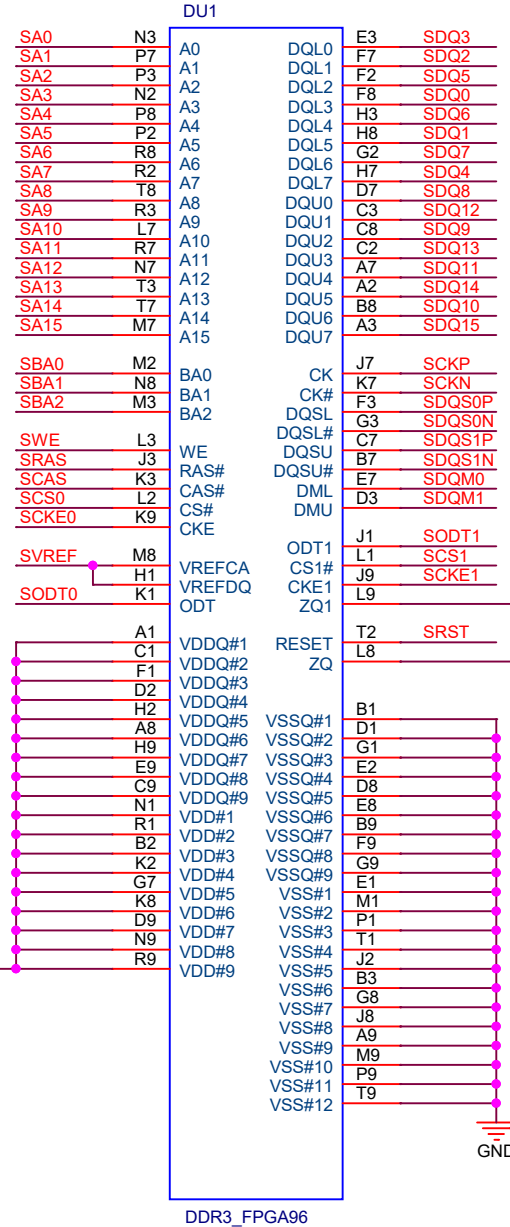 DU1
SA0 N3 A0 DQL0 E3 SDQ3
SA1 P7 A1 DQL1 F7 SDQ2
SA2 P3 A2 DQL2 F2 SDQ5
SA3 N2 A3 DQL3 F8 SDQ0
SA4 P8 A4 DQL4 H3 SDQ6
SA5 P2 A5 DQL5 H8 SDQ1
SA6 R8 A6 DQL6 G2 SDQ7
SA7 R2 A7 DQL7 H7 SDQ4
SA8 T8 A8 DQU0 D7 SDQ8
SA9 R3 A9 DQU1 C3 SDQ12
SA10 L7 A10 DQU2 C8 SDQ9
SA11 R7 A11 DQU3 C2 SDQ13
SA12 N7 A12 DQU4 A7 SDQ11
SA13 T3 A13 DQU5 A2 SDQ14
SA14 T7 A14 DQU6 B8 SDQ10
SA15 M7 A15 DQU7 A3 SDQ15
SBA0 M2 BA0 CK J7 SCKP
SBA1 N8 BA1 CK# K7 SCKN
SBA2 M3 BA2 DQSL F3 SDQS0P
DQSL# G3 SDQS0N
SWE L3 WE DQSU C7 SDQS1P
SRAS J3 RAS# DQSU# B7 SDQS1N
SCAS K3 CAS# DML E7 SDQM0
SCS0 L2 CS# DMU D3 SDQM1
SCKE0 K9 CKE
ODT1 J1 SODT1
SVREF M8 VREFCA CS1# L1 SCS1
H1 VREFDQ CKE1 J9 SCKE1
SODT0 K1 ODT ZQ1 L9
A1 VDDQ#1 RESET T2 SRST
C1 VDDQ#2 ZQ L8
F1 VDDQ#3
D2 VDDQ#4
H2 VDDQ#5 VSSQ#1 B1
A8 VDDQ#6 VSSQ#2 D1
H9 VDDQ#7 VSSQ#3 G1
E9 VDDQ#8 VSSQ#4 E2
C9 VDDQ#9 VSSQ#5 D8
N1 VDD#1 VSSQ#6 E8
R1 VDD#2 VSSQ#7 B9
B2 VDD#3 VSSQ#8 F9
K2 VDD#4 VSSQ#9 G9
G7 VDD#5 VSS#1 E1
K8 VDD#6 VSS#2 M1
D9 VDD#7 VSS#3 P1
N9 VDD#8 VSS#4 T1
R9 VDD#9 VSS#5 J2
VSS#6 B3
VSS#7 G8
VSS#8 J8
VSS#9 A9
VSS#10 M9
VSS#11 P9
VSS#12 T9
GND
DDR3_FPGA96